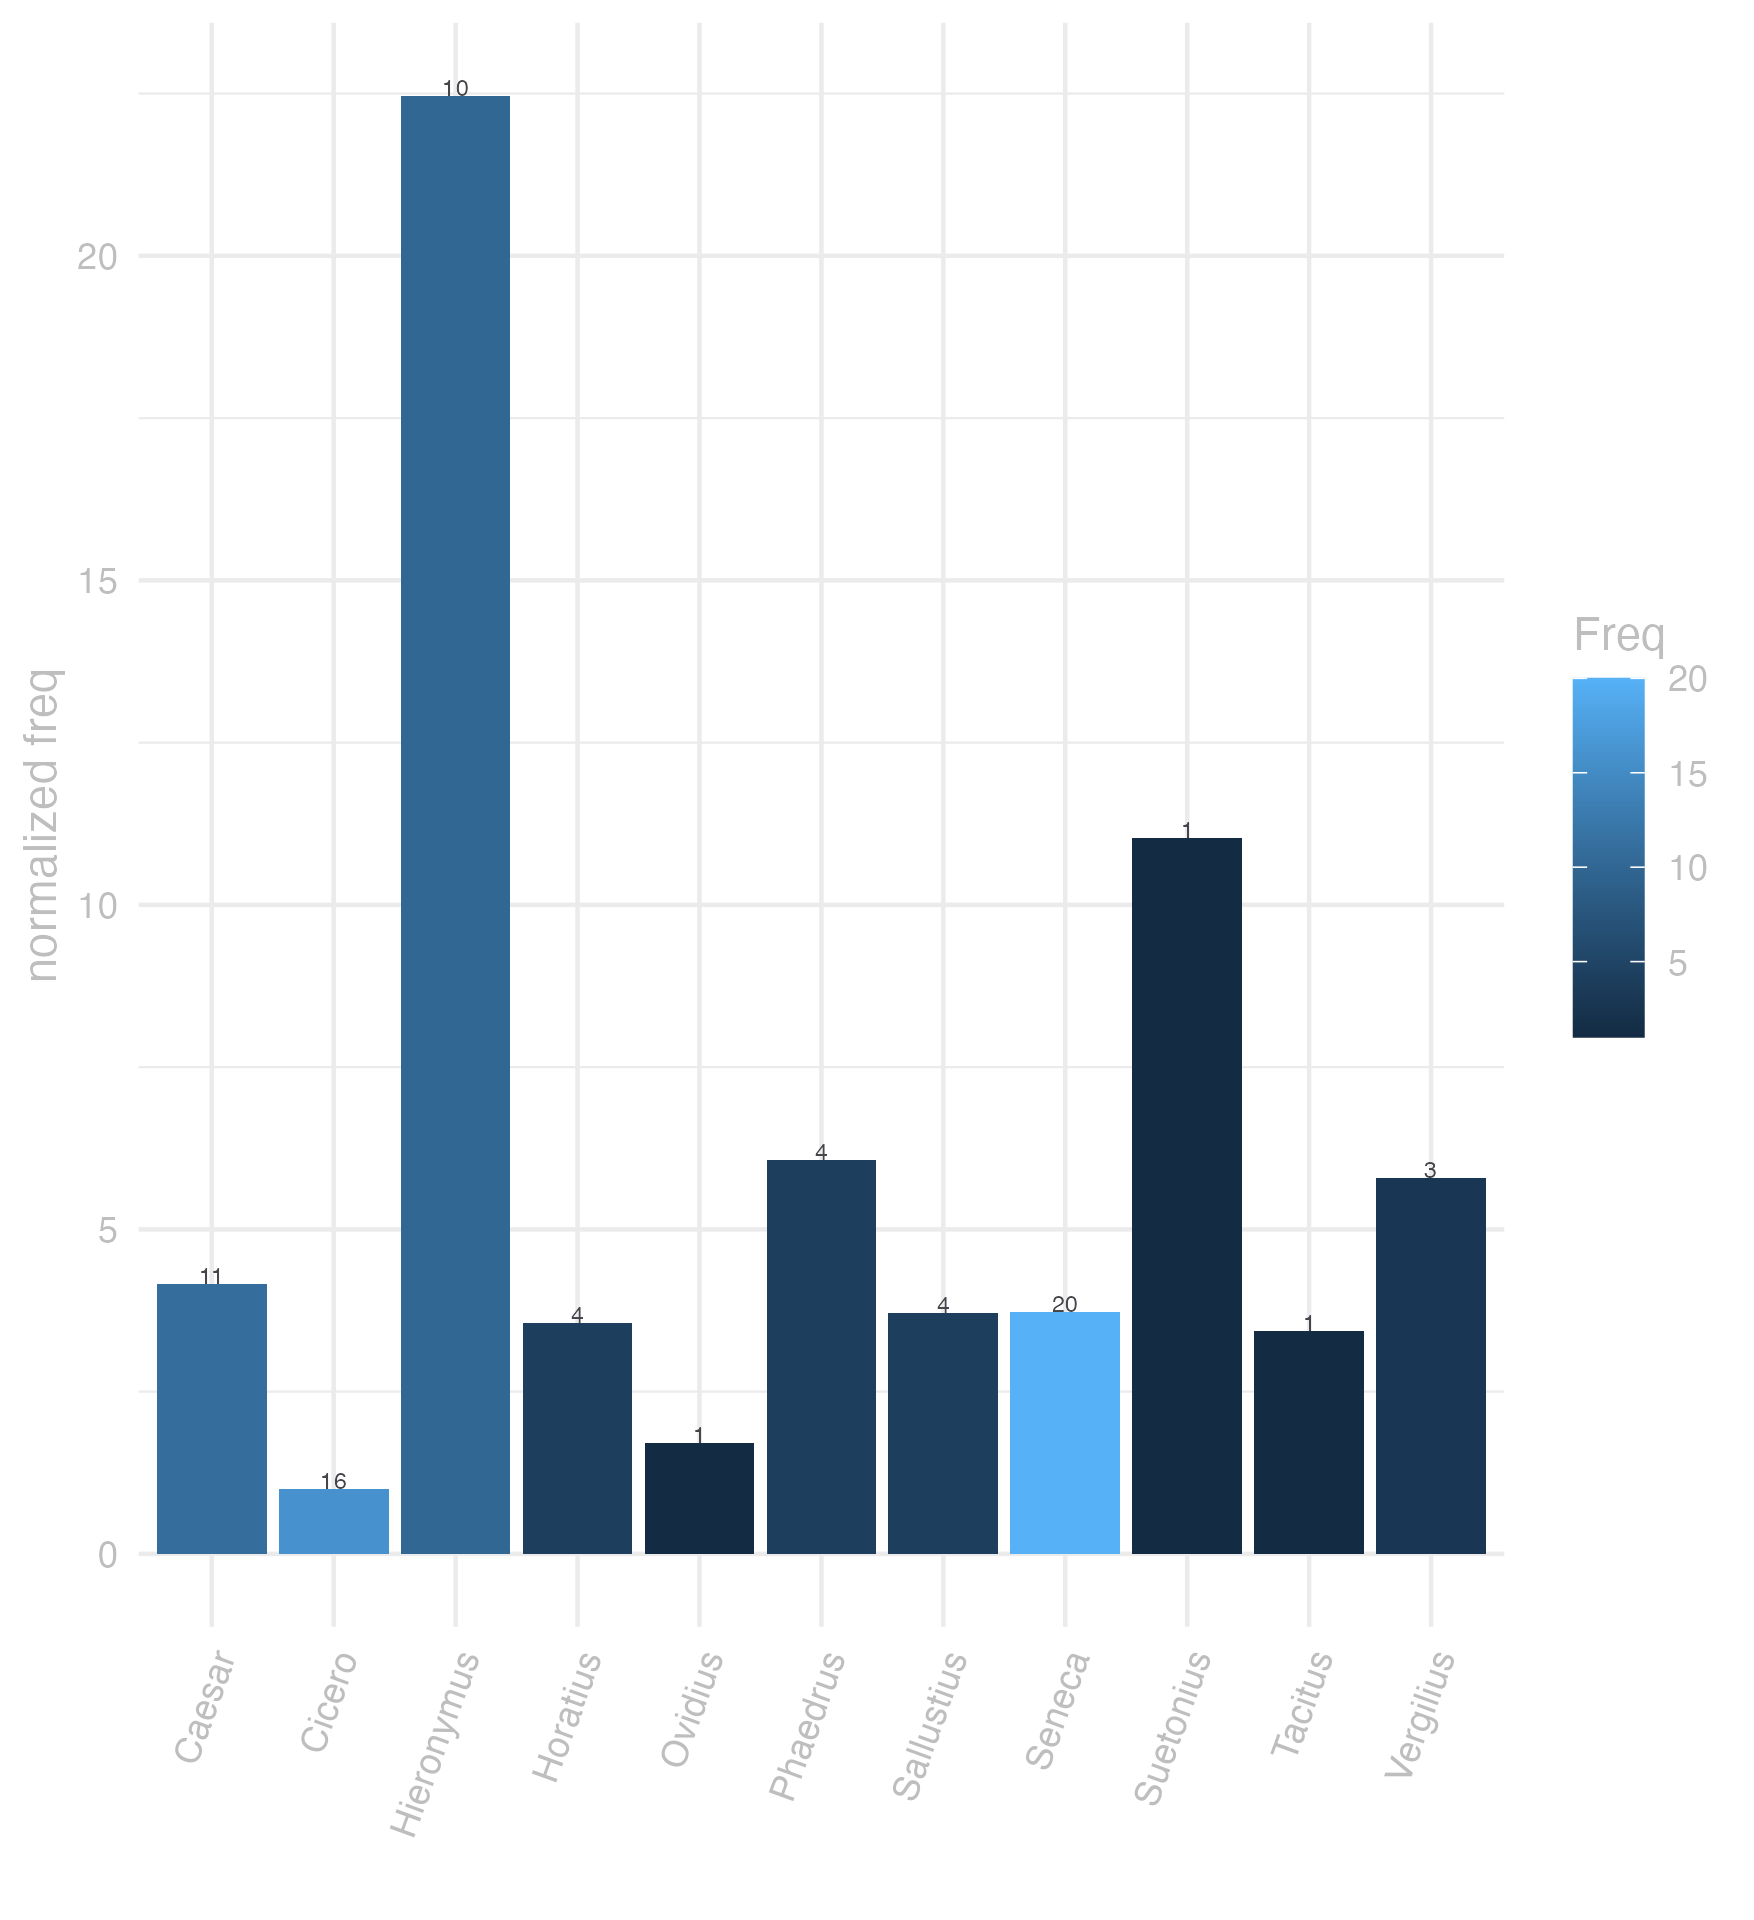 normalized freq
20
15
10
5
0
10
1
4
3
11
4
20
4
1
1
16
Caesar
Cicero
Hieronymus
Horatius
Ovidius
Phaedrus
Sallustius
Seneca
Suetonius
Tacitus
Vergilius
Freq
20
15
10
5